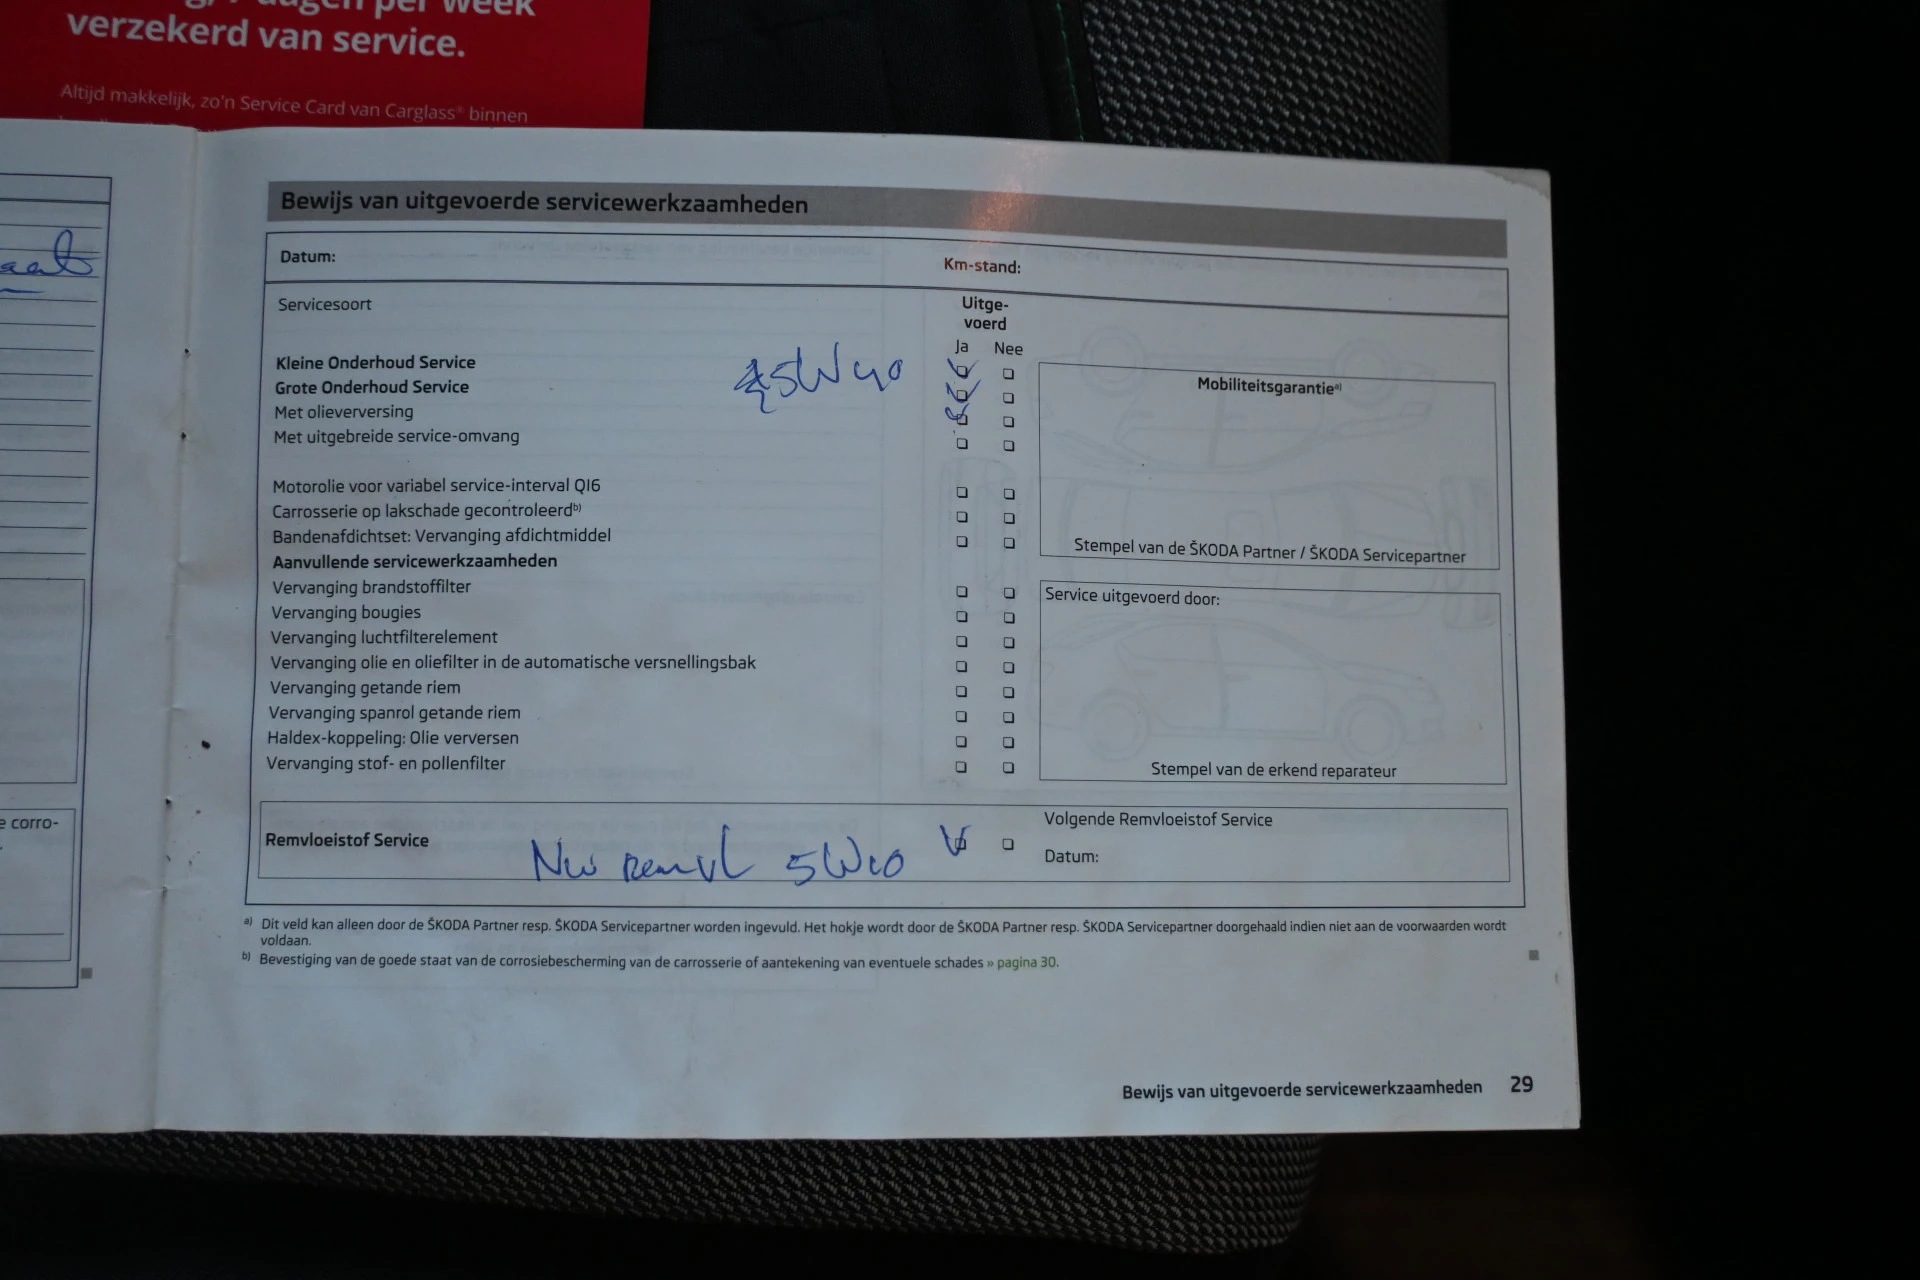 verzekerd van service.
Altijd makkelijk, zo'n Service Card van Carglass® binnen
Bewijs van uitgevoerde servicewerkzaamheden
Datum: Km-stand:
Servicesoort Uitge-
voerd
Ja Nee
Kleine Onderhoud Service
Grote Onderhoud Service 5W40
Met olieverversing
Met uitgebreide service-omvang
Motorolie voor variabel service-interval QI6
Carrosserie op lakschade gecontroleerdb)
Bandenafdichtset: Vervanging afdichtmiddel
Aanvullende servicewerkzaamheden
Vervanging brandstoffilter
Vervanging bougies
Vervanging luchtfilterelement
Vervanging olie en oliefilter in de automatische versnellingsbak
Vervanging getande riem
Vervanging spanrol getande riem
Haldex-koppeling: Olie verversen
Vervanging stof- en pollenfilter
Mobiliteitsgarantiea)
Stempel van de ŠKODA Partner / ŠKODA Servicepartner
Service uitgevoerd door:
Stempel van de erkend reparateur
e corro-
Remvloeistof Service
Volgende Remvloeistof Service
Datum:
a) Dit veld kan alleen door de ŠKODA Partner resp. ŠKODA Servicepartner worden ingevuld. Het hokje wordt door de ŠKODA Partner resp. ŠKODA Servicepartner doorgehaald indien niet aan de voorwaarden wordt
voldaan.
b) Bevestiging van de goede staat van de corrosiebescherming van de carrosserie of aantekening van eventuele schades » pagina 30.
Bewijs van uitgevoerde servicewerkzaamheden 29